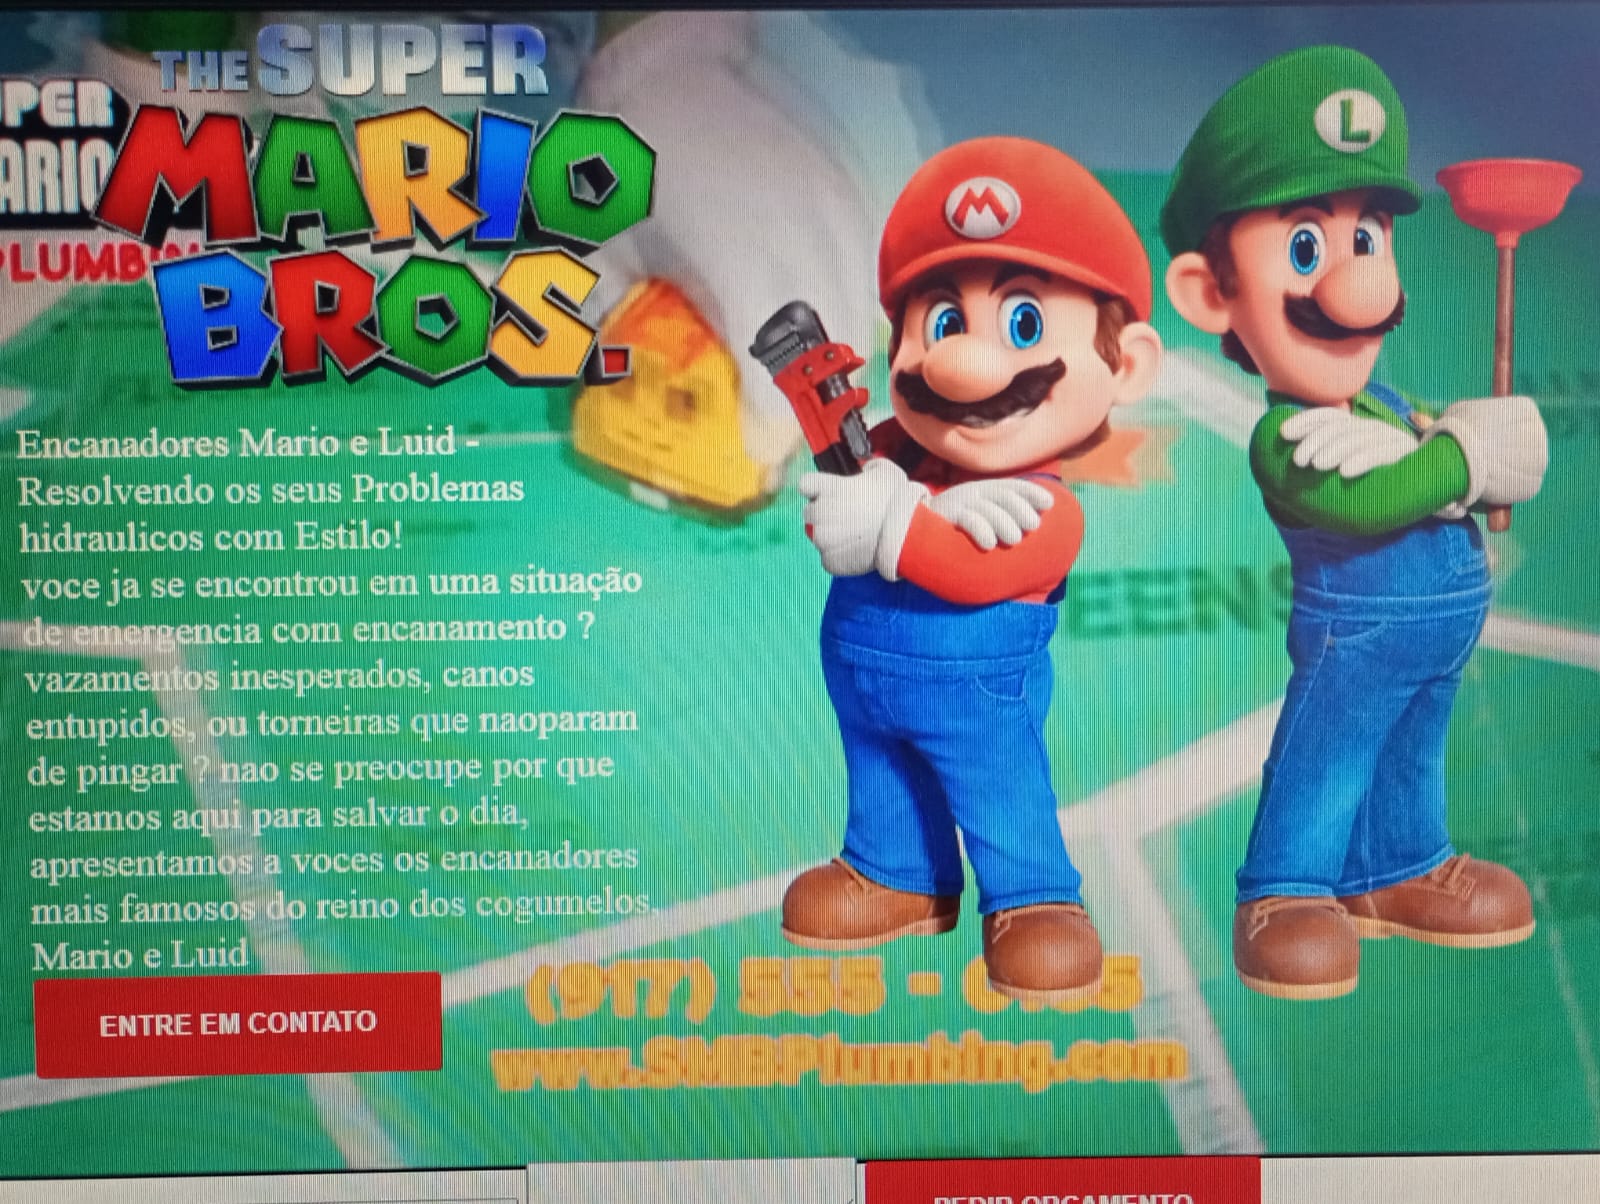 THE SUPER
MARIO
BROS.
PER
ARIO
PLUMBIN
Encanadores Mario e Luid -
Resolvendo os seus Problemas
hidraulicos com Estilo!
voce ja se encontrou em uma situação
de emergencia com encanamento ?
vazamentos inesperados, canos
entupidos, ou torneiras que naoparam
de pingar ? nao se preocupe por que
estamos aqui para salvar o dia,
apresentamos a voces os encanadores
mais famosos do reino dos cogumelos,
Mario e Luid
ENTRE EM CONTATO
M
L
EENS
(917) 555 -
www.SMBPlumbing.com
PEDIR ORÇAMENTO